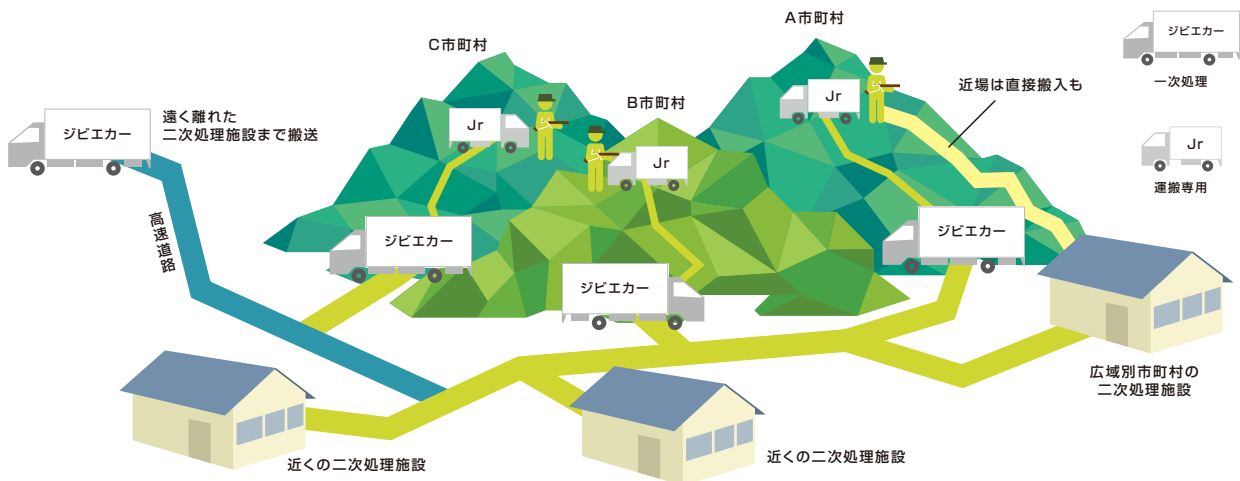 A市町村
C市町村
B市町村
ジビエカー
一次処理
Jr
運搬専用
近場は直接搬入も
遠く離れた
二次処理施設まで搬送
ジビエカー
高速道路
Jr
Jr
Jr
ジビエカー
ジビエカー
ジビエカー
広域別市町村の
二次処理施設
近くの二次処理施設
近くの二次処理施設